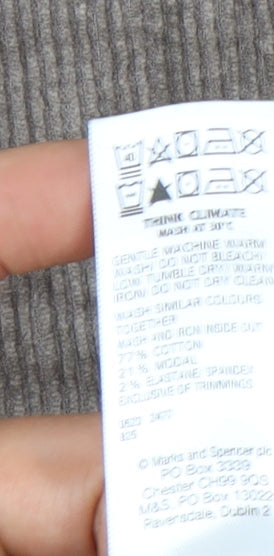 THINK CLIMATE
WASH AT 30°C
GENTLE MACHINE WARM
WASH/ DO NOT BLEACH/
LOW TUMBLE DRY/ WARM
IRON/ DO NOT DRY CLEAN
WASH SIMILAR COLOURS
TOGETHER
WASH AND IRON INSIDE OUT
77% COTTON
21% MODAL
2% ELASTANE/SPANDEX
EXCLUSIVE OF TRIMMINGS
© Marks and Spencer plc
PO Box 3339
Chester CH99 9QS
M&S, PO Box 13022
Ravensdale, Dublin 2